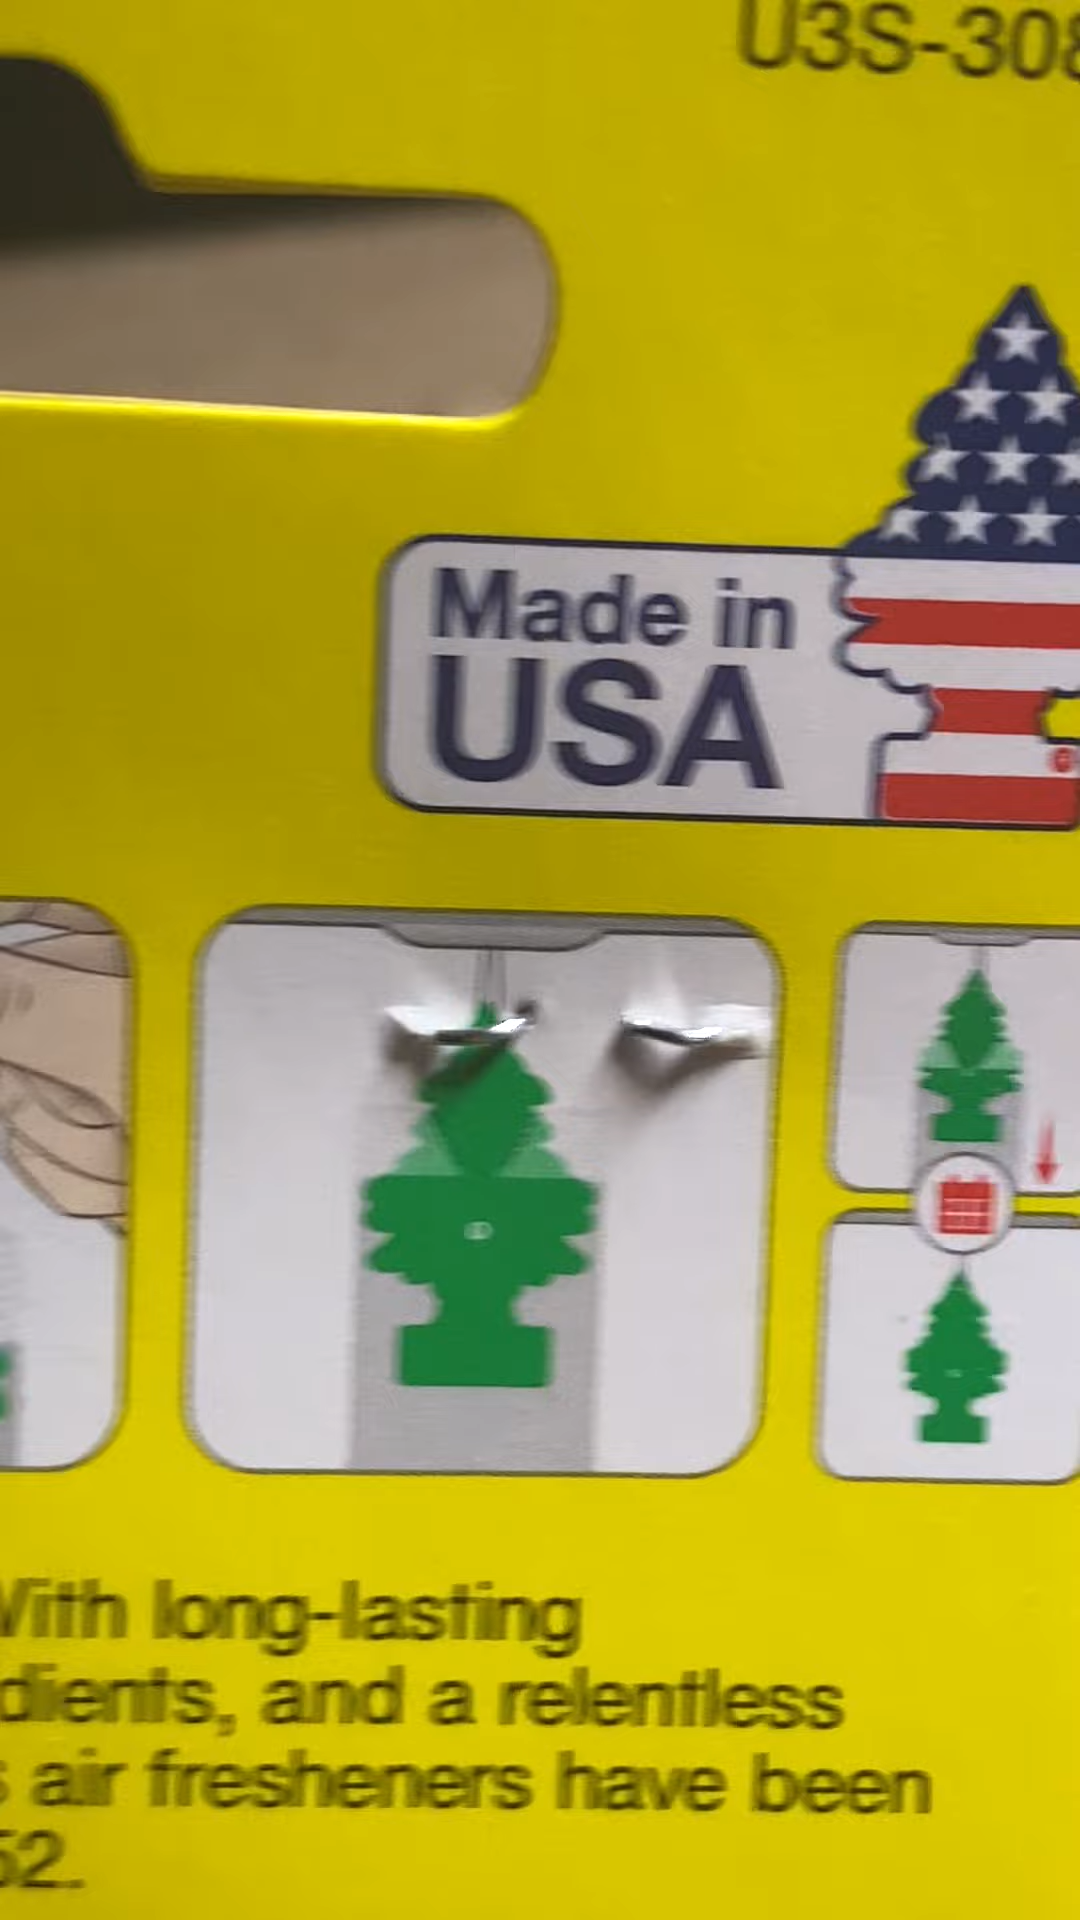 U3S-308
Made in
USA
With long-lasting
dients, and a relentless
s air fresheners have been
52.